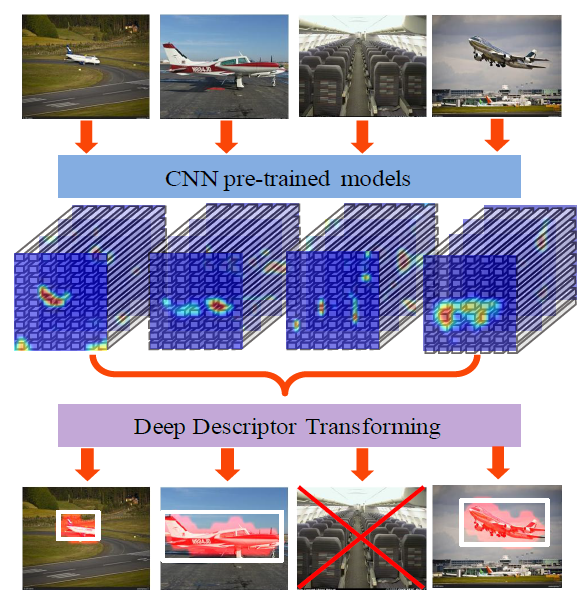 CNN pre-trained models
Deep Descriptor Transforming